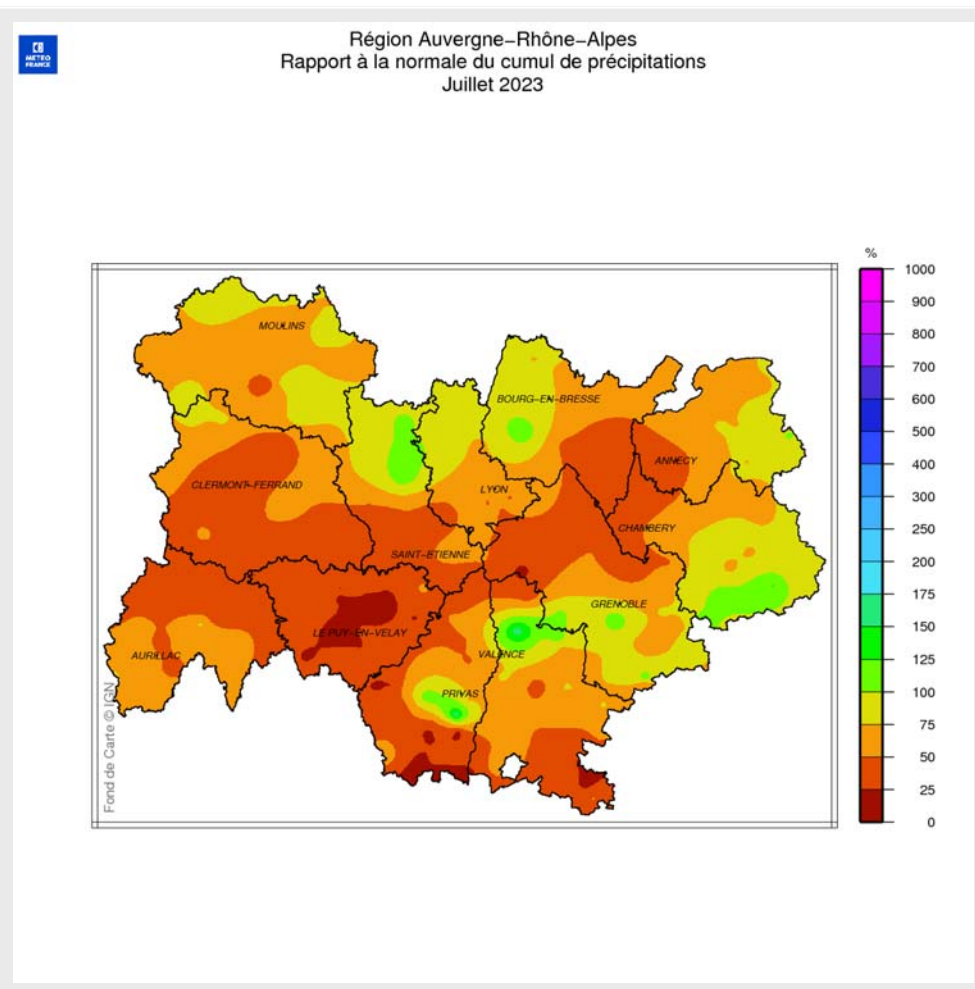 METEO
FRANCE
Région Auvergne−Rhône−Alpes
Rapport à la normale du cumul de précipitations
Juillet 2023
%
1000
900
800
700
600
500
400
300
250
200
175
150
125
100
75
50
25
0
MOULINS
BOURG−EN−BRESSE
ANNECY
CLERMONT−FERRAND
LYON
CHAMBERY
SAINT−ETIENNE
GRENOBLE
LE PUY−EN−VELAY
AURILLAC
VALENCE
PRIVAS
Fond de Carte © IGN